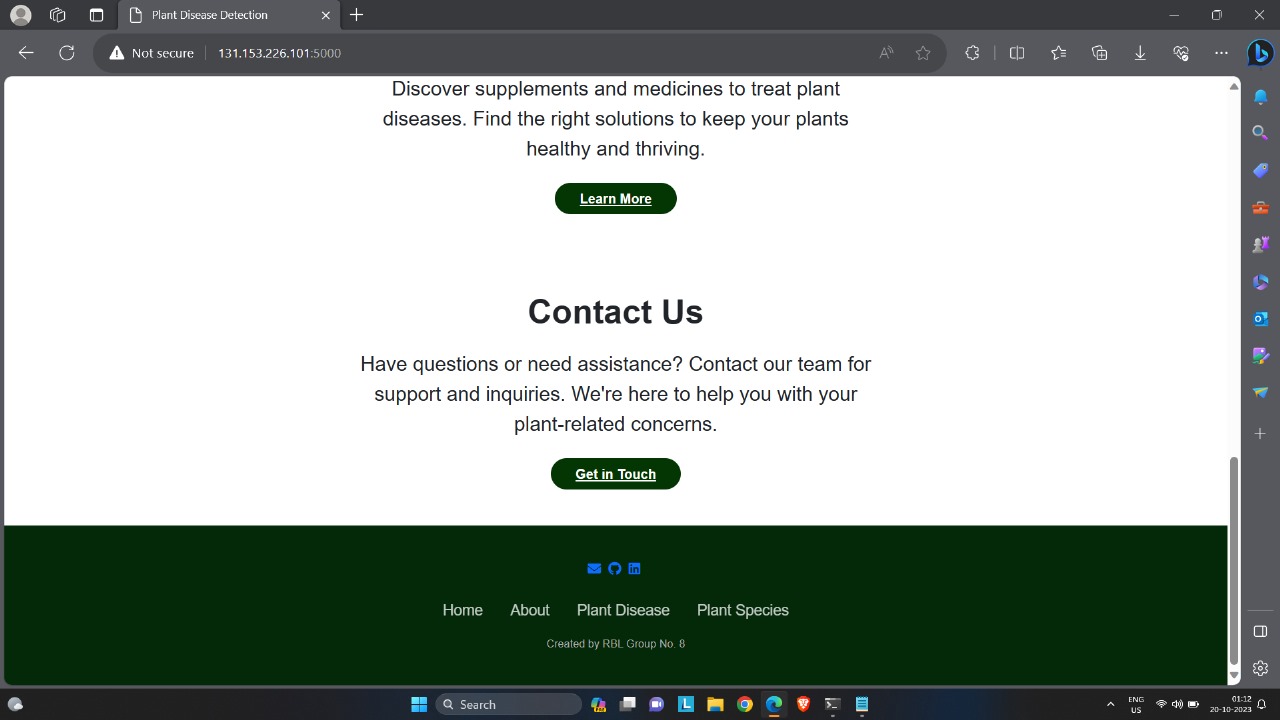 Plant Disease Detection
Not secure
131.153.226.101:5000
Discover supplements and medicines to treat plant
diseases. Find the right solutions to keep your plants
healthy and thriving.
Learn More
Contact Us
Have questions or need assistance? Contact our team for
support and inquiries. We're here to help you with your
plant-related concerns.
Get in Touch
Home About Plant Disease Plant Species
Created by RBL Group No. 8
Search
ENG
US
01:12
20-10-2023